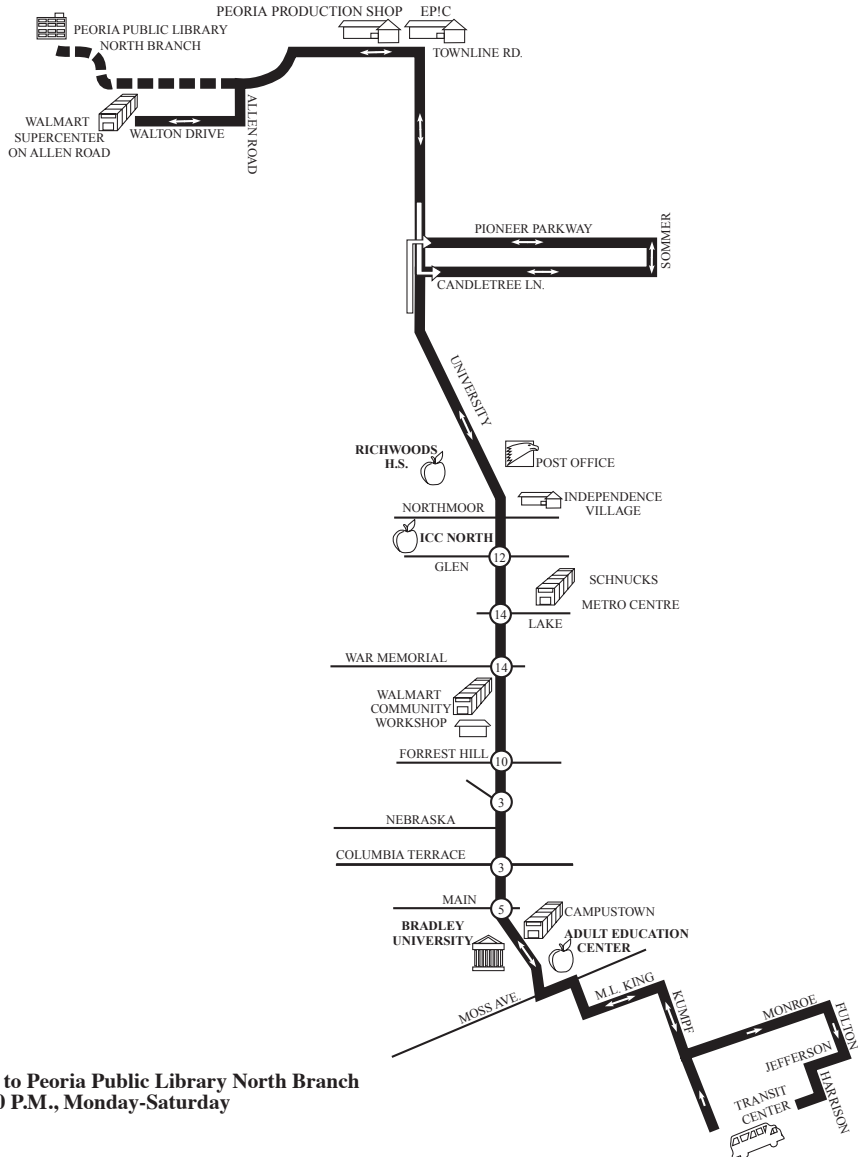 PEORIA PRODUCTION SHOP
EP!C
PEORIA PUBLIC LIBRARY
NORTH BRANCH
TOWNLINE RD.
WALMART
SUPERCENTER
ON ALLEN ROAD
WALTON DRIVE
ALLEN ROAD
PIONEER PARKWAY
SOMMER
CANDLETREE LN.
UNIVERSITY
RICHWOODS
H.S.
POST OFFICE
INDEPENDENCE
VILLAGE
NORTHMOOR
ICC NORTH
12
GLEN
SCHNUCKS
METRO CENTRE
14
LAKE
WAR MEMORIAL
14
WALMART
COMMUNITY
WORKSHOP
FORREST HILL
10
3
NEBRASKA
COLUMBIA TERRACE
3
MAIN
5
CAMPUSTOWN
BRADLEY
UNIVERSITY
ADULT EDUCATION
CENTER
MOSS AVE.
M.L. KING
KUMPF
MONROE
FULTON
JEFFERSON
HARRISON
TRANSIT
CENTER
to Peoria Public Library North Branch
P.M., Monday-Saturday